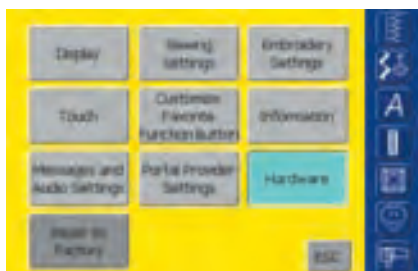 Display
Sewing
Settings
Embroidery
Settings
Touch
Customize
Favorite
Function Button
Information
Messages and
Audio Settings
Portal Provider
Settings
Hardware
Reset to
Factory
ESC
A